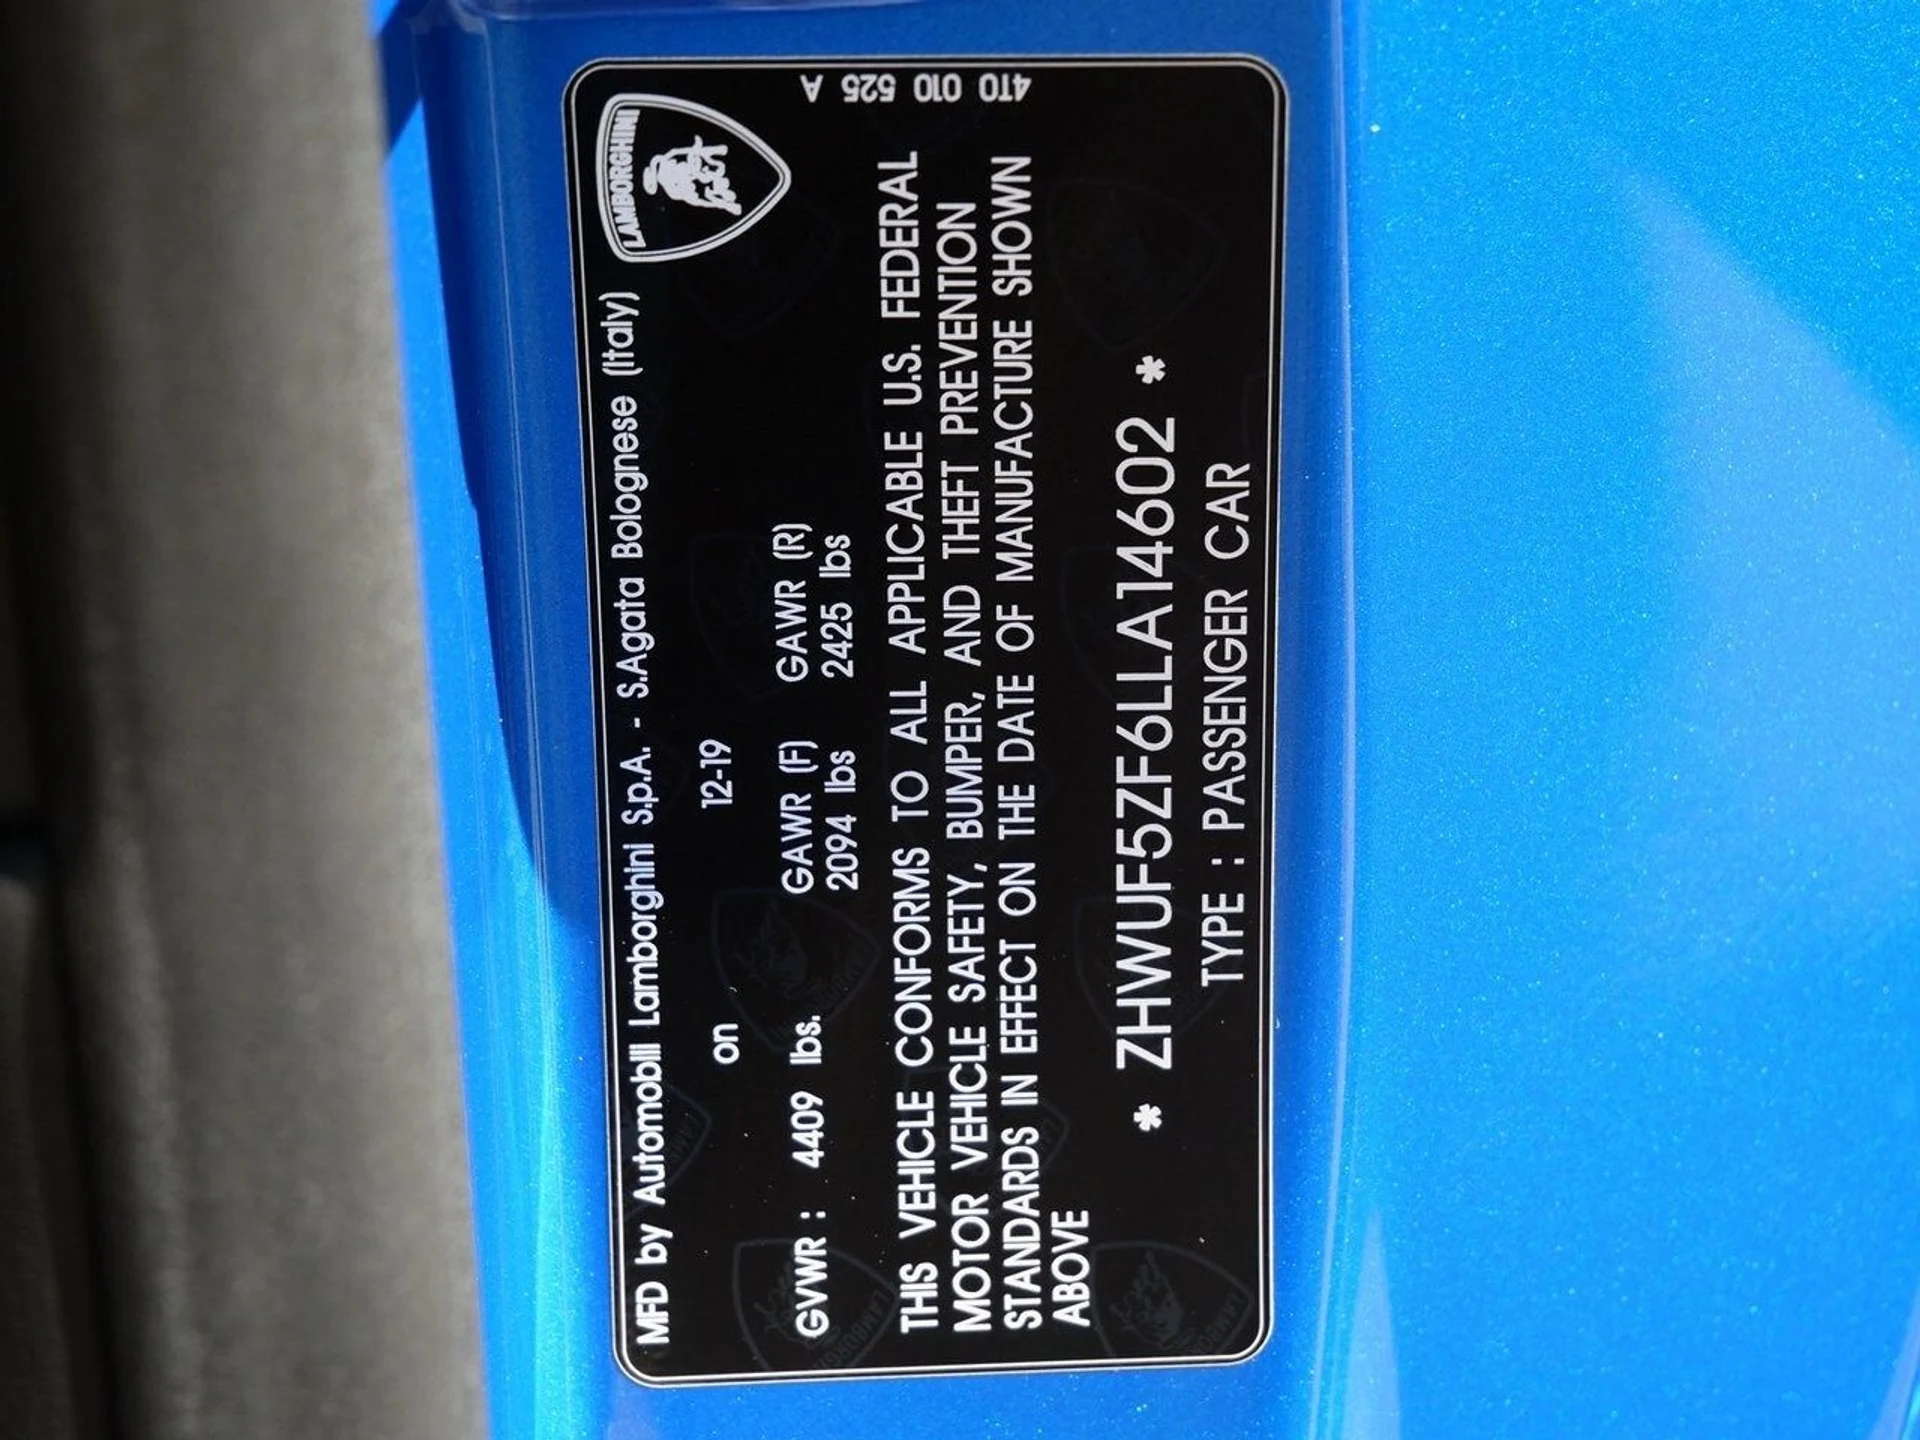 MFD by Automobili Lamborghini S.p.A. - S.Agata Bolognese (Italy)
LAMBORGHINI
on 12-19
GVWR : 4409 lbs. GAWR (F) GAWR (R)
2094 lbs 2425 lbs
THIS VEHICLE CONFORMS TO ALL APPLICABLE U.S. FEDERAL
MOTOR VEHICLE SAFETY, BUMPER, AND THEFT PREVENTION
STANDARDS IN EFFECT ON THE DATE OF MANUFACTURE SHOWN
ABOVE
* ZHWUF5ZF6LLA14602 *
TYPE : PASSENGER CAR
4T0 010 525 A